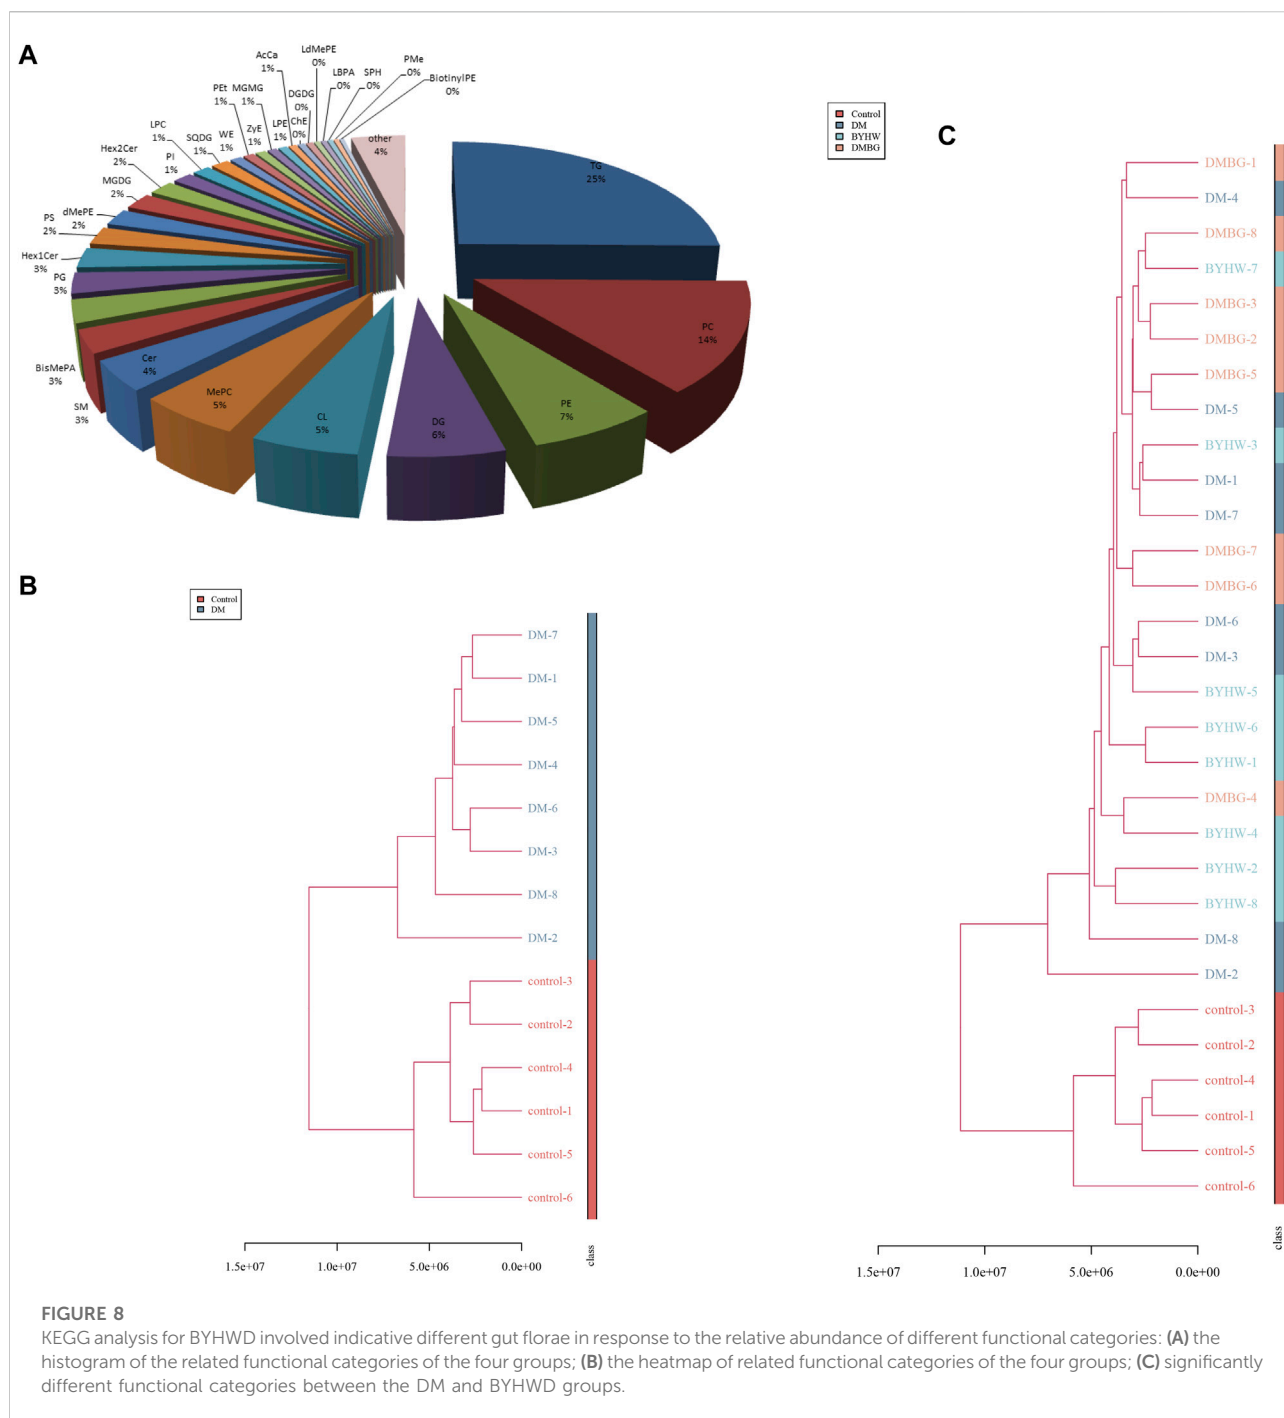 A
AcCa
1%
LdMePE
0%
LBPA
0%
SPH
0%
PMe
0%
BiotinylPE
0%
PEt
1%
MGMG
1%
DGDG
0%
LPC
1%
SQDG
1%
WE
1%
ZyE
1%
LPE
1%
ChE
0%
other
4%
Hex2Cer
2%
PI
1%
MGDG
2%
dMePE
2%
PS
2%
Hex1Cer
3%
PG
3%
BisMePA
3%
SM
3%
Cer
4%
MePC
5%
CL
5%
DG
6%
PE
7%
PC
14%
TG
25%
B
Control
DM
DM-7
DM-1
DM-5
DM-4
DM-6
DM-3
DM-8
DM-2
control-3
control-2
control-4
control-1
control-5
control-6
class
1.5e+07 1.0e+07 5.0e+06 0.0e+00
Control
DM
BYHW
DMBG
C
DMBG-1
DM-4
DMBG-8
BYHW-7
DMBG-3
DMBG-2
DMBG-5
DM-5
BYHW-3
DM-1
DM-7
DMBG-7
DMBG-6
DM-6
DM-3
BYHW-5
BYHW-6
BYHW-1
DMBG-4
BYHW-4
BYHW-2
BYHW-8
DM-8
DM-2
control-3
control-2
control-4
control-1
control-5
control-6
class
1.5e+07 1.0e+07 5.0e+06 0.0e+00
FIGURE 8
KEGG analysis for BYHWD involved indicative different gut florae in response to the relative abundance of different functional categories: (A) the
histogram of the related functional categories of the four groups; (B) the heatmap of related functional categories of the four groups; (C) significantly
different functional categories between the DM and BYHWD groups.